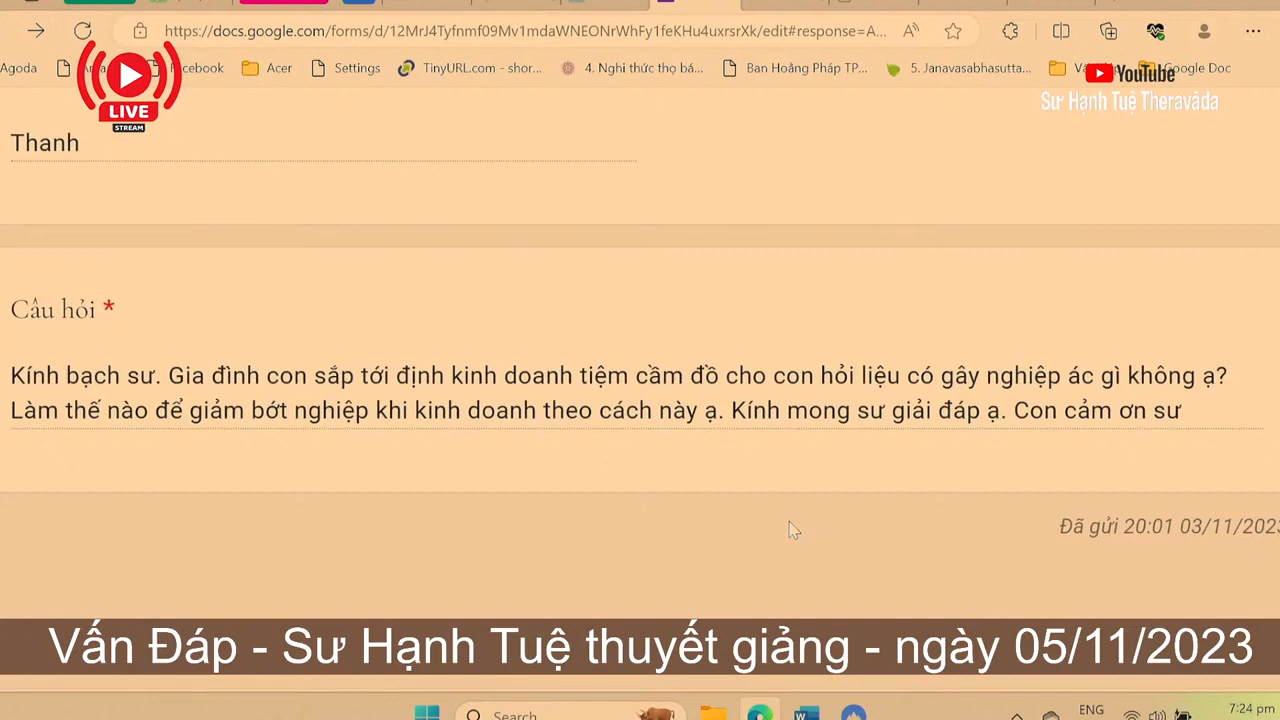 https://docs.google.com/forms/d/12MrJ4Tyfnmf09Mv1mdaWNEONrWhFy1feKHu4uxrsrXk/edit#response=A...
Agoda Facebook Acer Settings TinyURL.com - shor... 4. Nghi thức thọ bá... Ban Hoằng Pháp TP... 5. Janavasabhasutta... Google Doc
YouTube
LIVE
STREAM
Sư Hạnh Tuệ Theravāda
Thanh
Câu hỏi *
Kính bạch sư. Gia đình con sắp tới định kinh doanh tiệm cầm đồ cho con hỏi liệu có gây nghiệp ác gì không ạ?
Làm thế nào để giảm bớt nghiệp khi kinh doanh theo cách này ạ. Kính mong sư giải đáp ạ. Con cảm ơn sư
Đã gửi 20:01 03/11/2023
Vấn Đáp - Sư Hạnh Tuệ thuyết giảng - ngày 05/11/2023
Search
ENG
7:24 pm